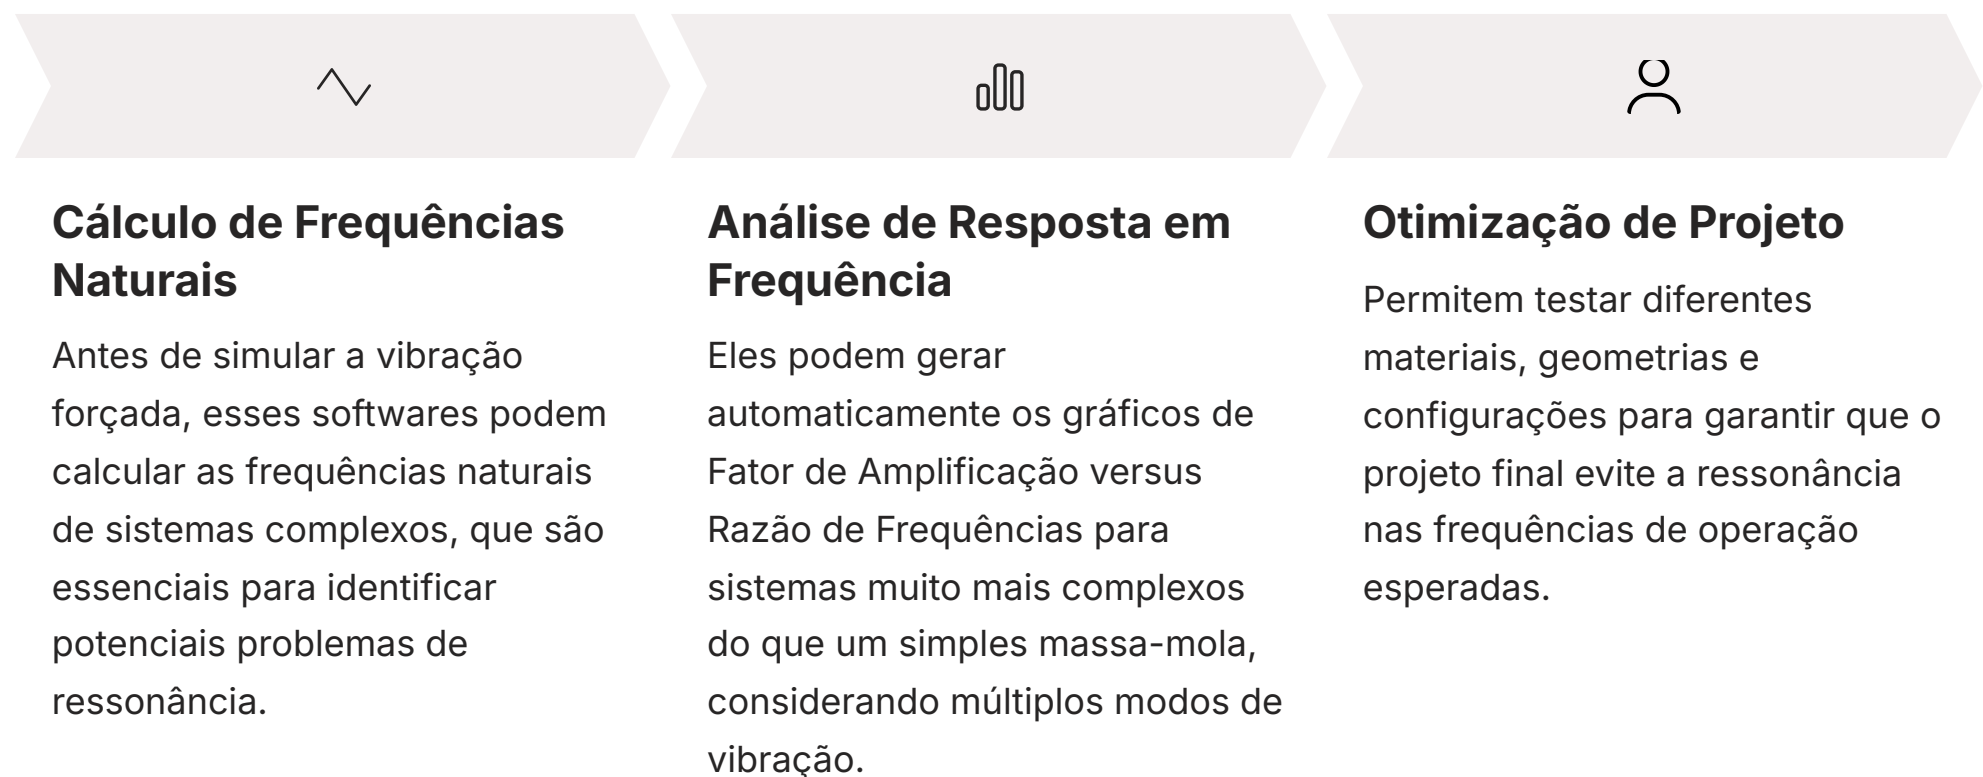 Cálculo de Frequências
Naturais
Antes de simular a vibração
forçada, esses softwares podem
calcular as frequências naturais
de sistemas complexos, que são
essenciais para identificar
potenciais problemas de
ressonância.
Análise de Resposta em
Frequência
Eles podem gerar
automaticamente os gráficos de
Fator de Amplificação versus
Razão de Frequências para
sistemas muito mais complexos
do que um simples massa-mola,
considerando múltiplos modos de
vibração.
Otimização de Projeto
Permitem testar diferentes
materiais, geometrias e
configurações para garantir que o
projeto final evite a ressonância
nas frequências de operação
esperadas.